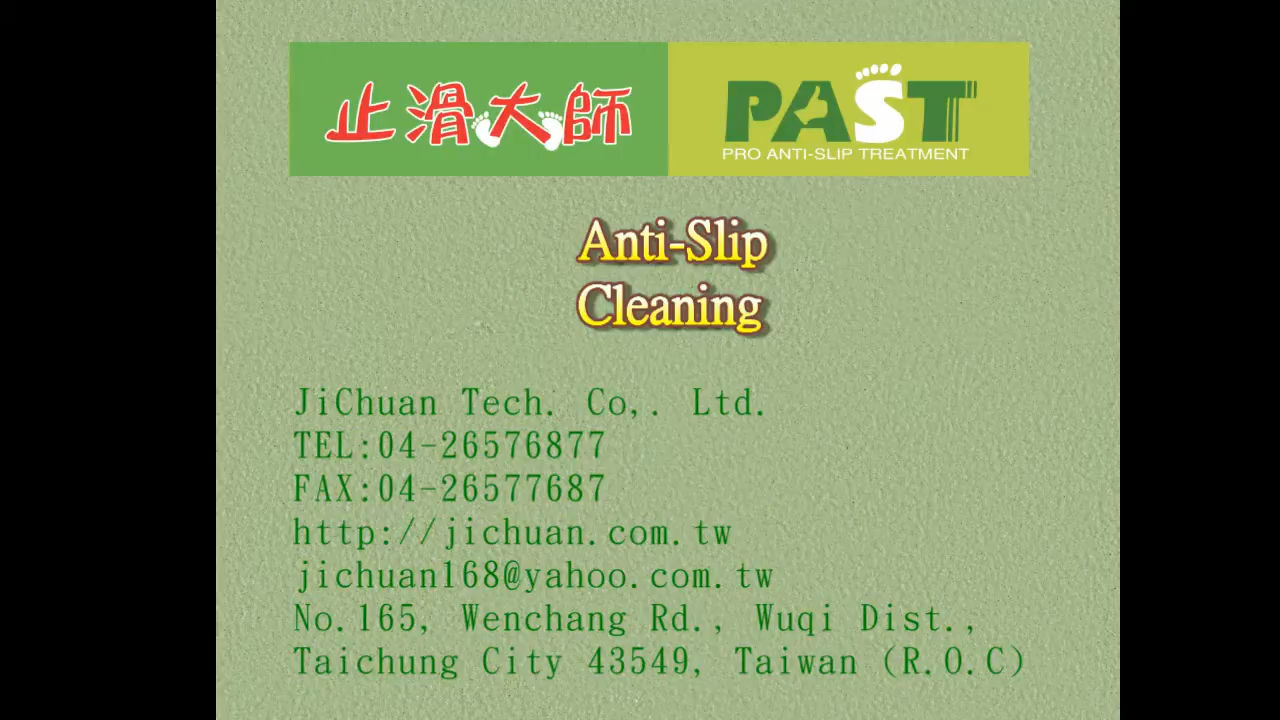 止滑大師
PAST
PRO ANTI-SLIP TREATMENT
Anti-Slip
Cleaning
JiChuan Tech. Co,. Ltd.
TEL:04-26576877
FAX:04-26577687
http://jichuan.com.tw
jichuan168@yahoo.com.tw
No.165, Wenchang Rd., Wuqi Dist.,
Taichung City 43549, Taiwan (R.O.C)